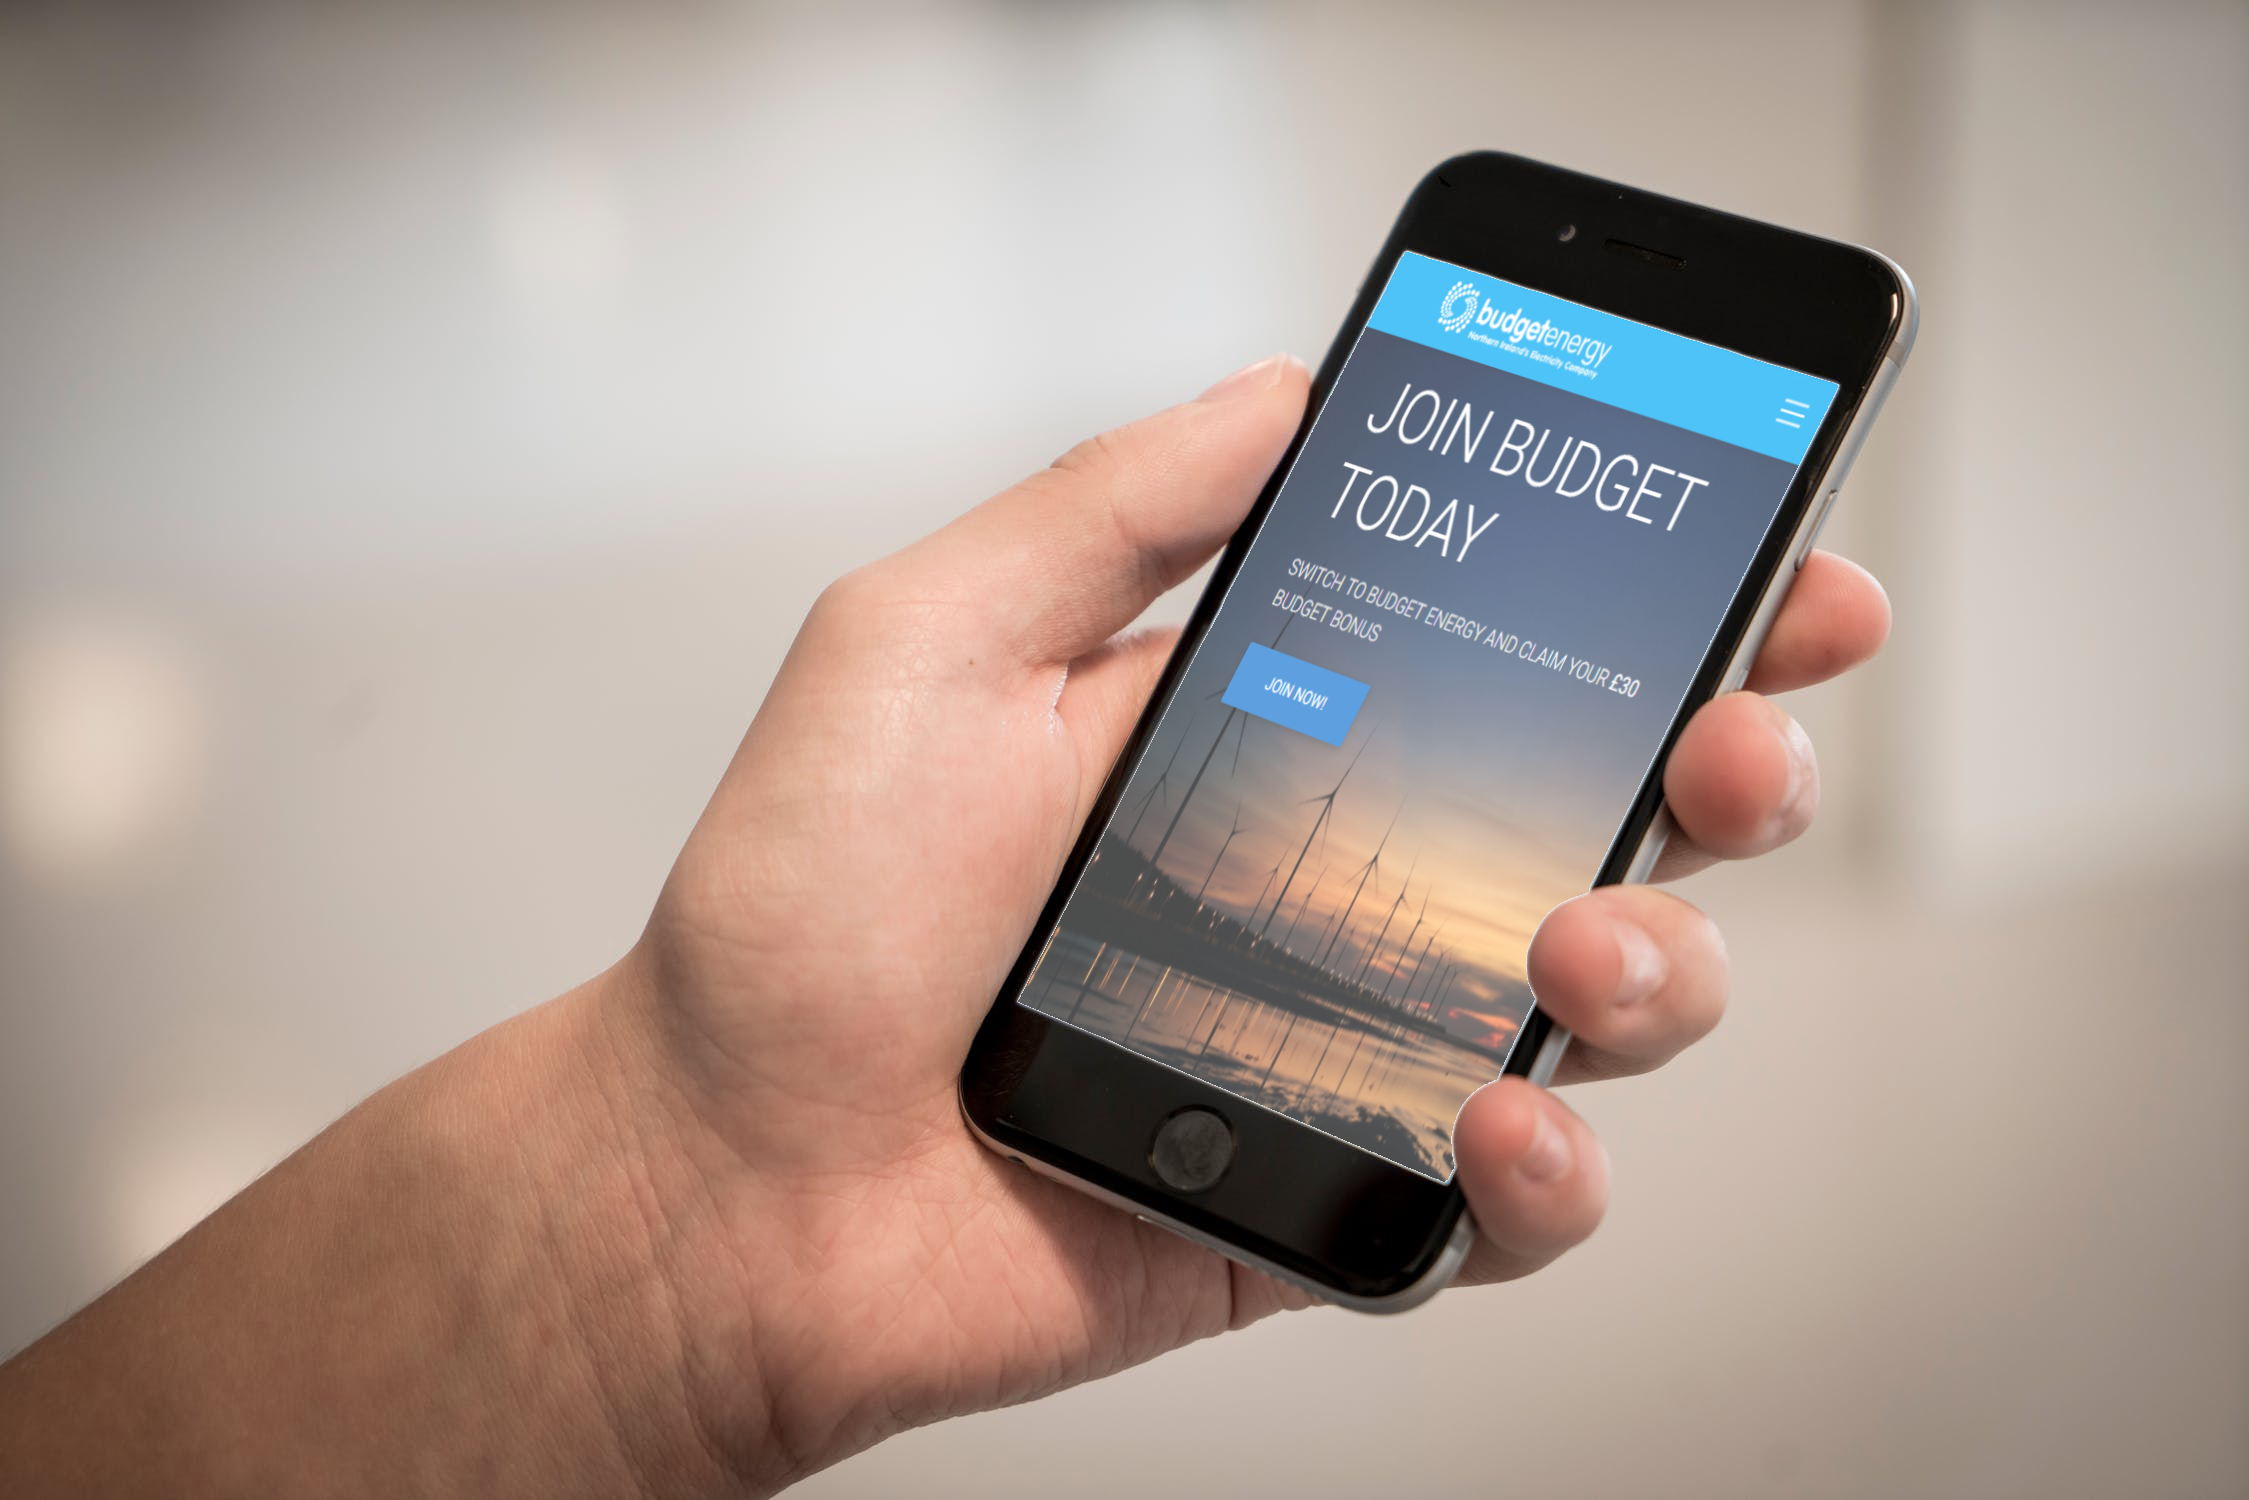 budgetenergy
Northern Ireland's Electricity Company
JOIN BUDGET
TODAY
SWITCH TO BUDGET ENERGY AND CLAIM YOUR £30
BUDGET BONUS
JOIN NOW!